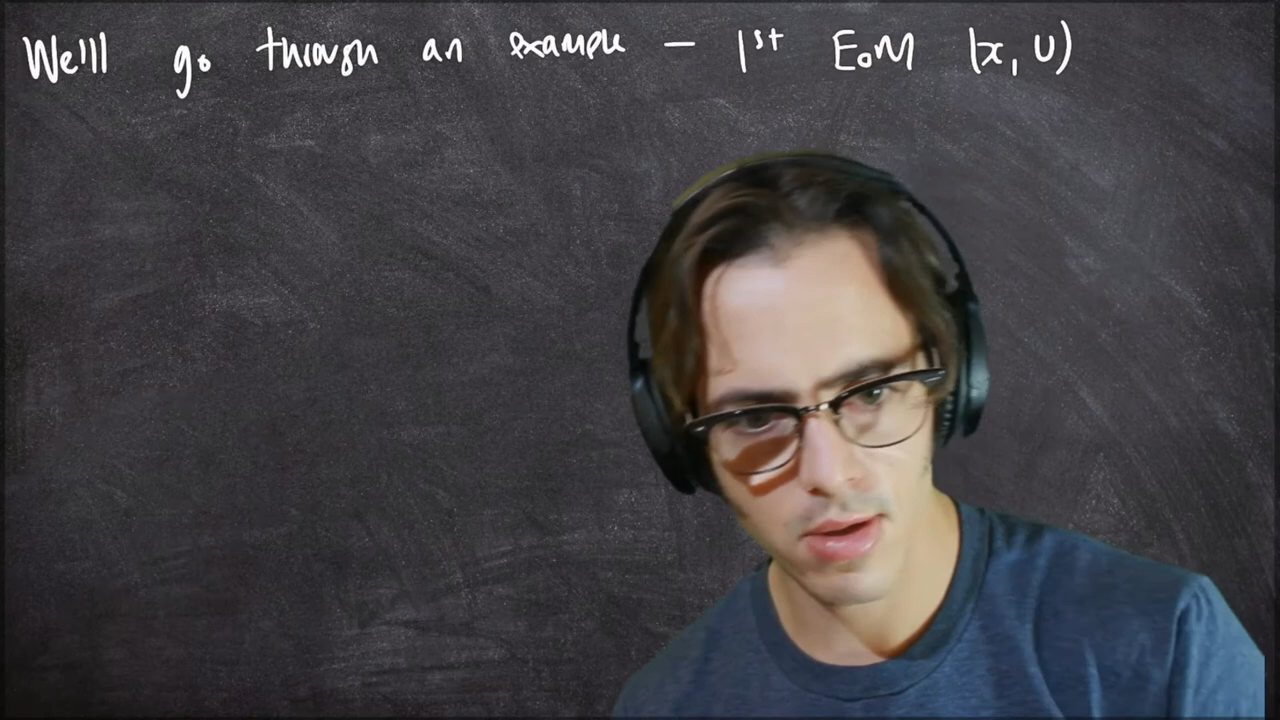 We'll go through an example – 1st EoM (x, U)